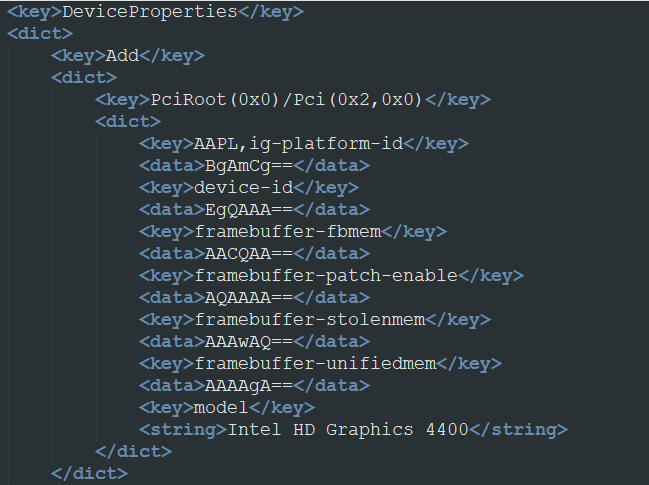 <key>DeviceProperties</key>
<dict>
<key>Add</key>
<dict>
<key>PciRoot(0x0)/Pci(0x2,0x0)</key>
<dict>
<key>AAPL,ig-platform-id</key>
<data>BgAmCg==</data>
<key>device-id</key>
<data>EgQAAA==</data>
<key>framebuffer-fbmem</key>
<data>AACQAA==</data>
<key>framebuffer-patch-enable</key>
<data>AQAAAA==</data>
<key>framebuffer-stolenmem</key>
<data>AAAwAQ==</data>
<key>framebuffer-unifiedmem</key>
<data>AAAAgA==</data>
<key>model</key>
<string>Intel HD Graphics 4400</string>
</dict>
</dict>